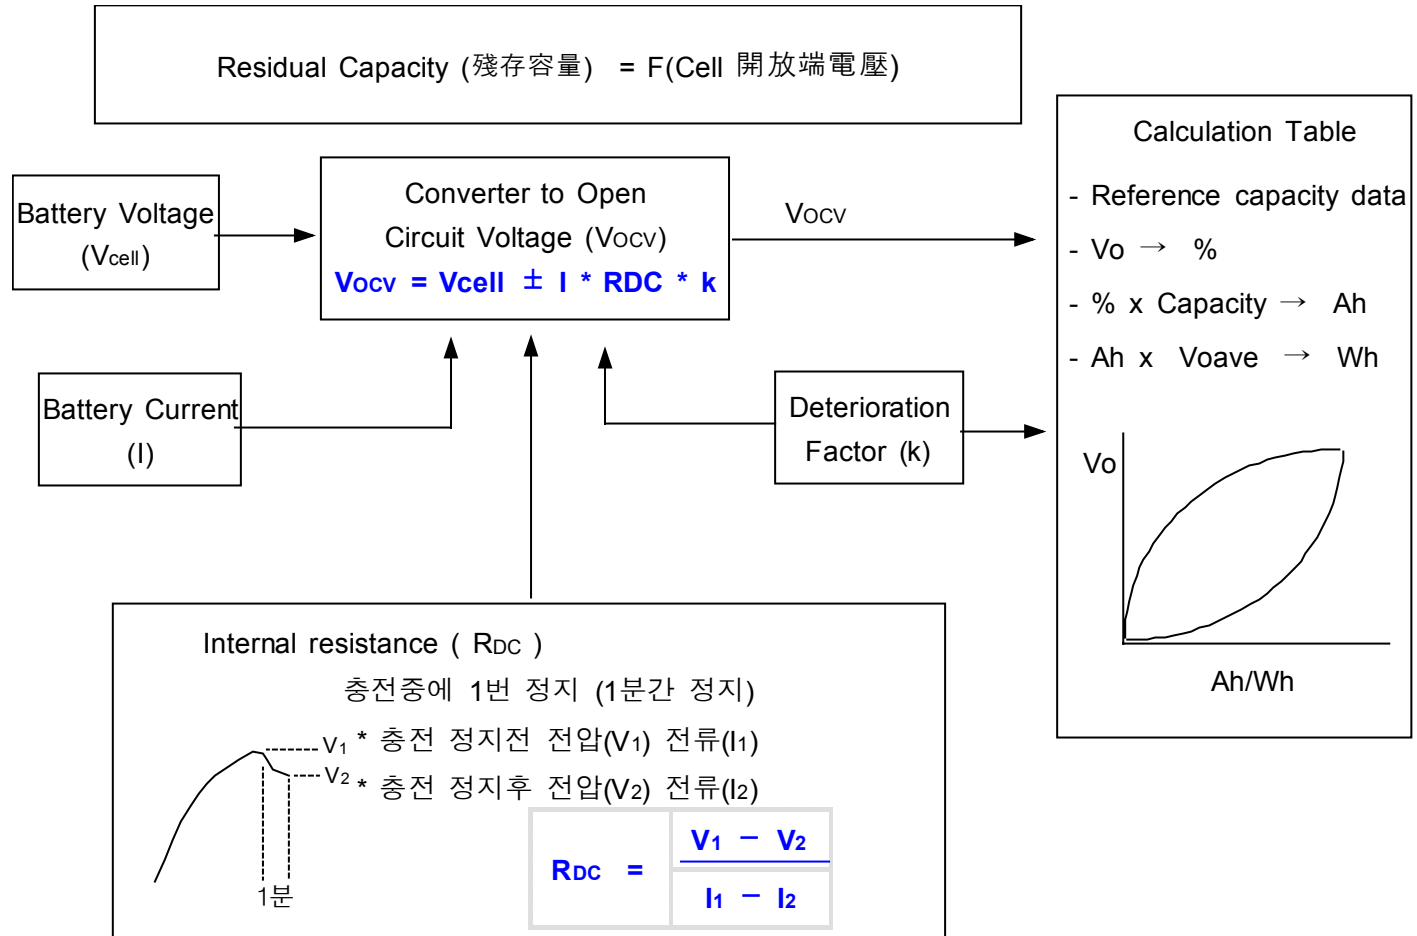 Residual Capacity (殘存容量) = F(Cell 開放端電壓)
Battery Voltage
(Vcell)
Converter to Open
Circuit Voltage (VOCV)
VOCV = Vcell ± I * RDC * k
VOCV
Battery Current
(I)
Deterioration
Factor (k)
Calculation Table
- Reference capacity data
- Vo → %
- % x Capacity → Ah
- Ah x Voave → Wh
Vo
Ah/Wh
Internal resistance ( RDC )
충전중에 1번 정지 (1분간 정지)
V1 * 충전 정지전 전압(V1) 전류(I1)
V2 * 충전 정지후 전압(V2) 전류(I2)
1분
RDC =
V1 − V2
I1 − I2